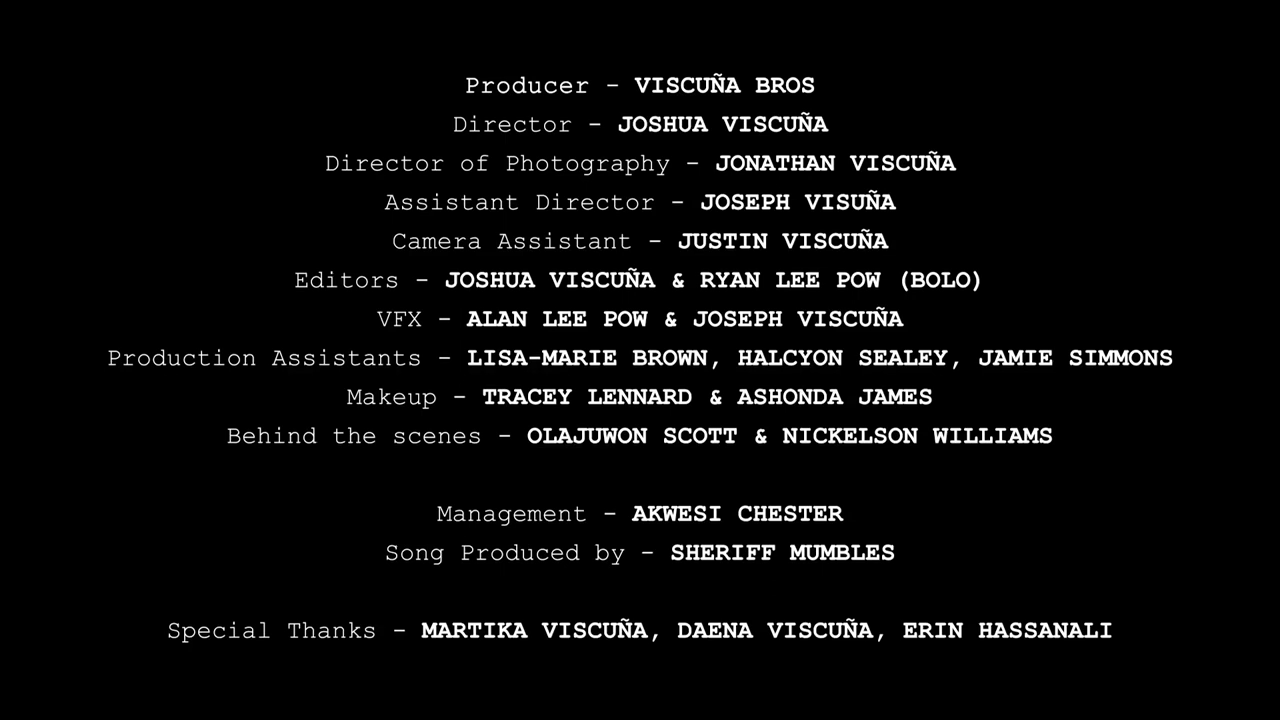 Producer - VISCUÑA BROS
Director - JOSHUA VISCUÑA
Director of Photography - JONATHAN VISCUÑA
Assistant Director - JOSEPH VISUÑA
Camera Assistant - JUSTIN VISCUÑA
Editors - JOSHUA VISCUÑA & RYAN LEE POW (BOLO)
VFX - ALAN LEE POW & JOSEPH VISCUÑA
Production Assistants - LISA-MARIE BROWN, HALCYON SEALEY, JAMIE SIMMONS
Makeup - TRACEY LENNARD & ASHONDA JAMES
Behind the scenes - OLAJUWON SCOTT & NICKELSON WILLIAMS
Management - AKWESI CHESTER
Song Produced by - SHERIFF MUMBLES
Special Thanks - MARTIKA VISCUÑA, DAENA VISCUÑA, ERIN HASSANALI